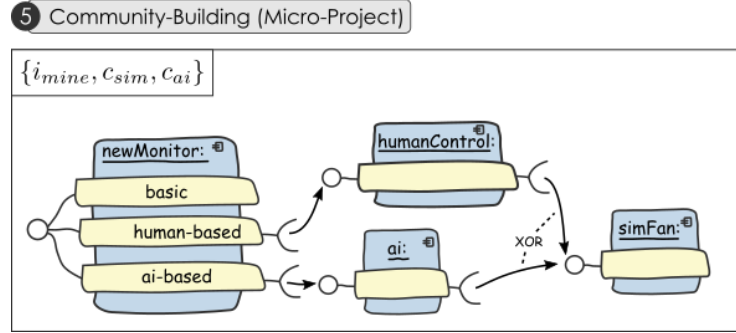 5 Community-Building (Micro-Project)
{i_mine, c_sim, c_ai}
newMonitor:
basic
human-based
ai-based
humanControl:
ai:
XOR
simFan: